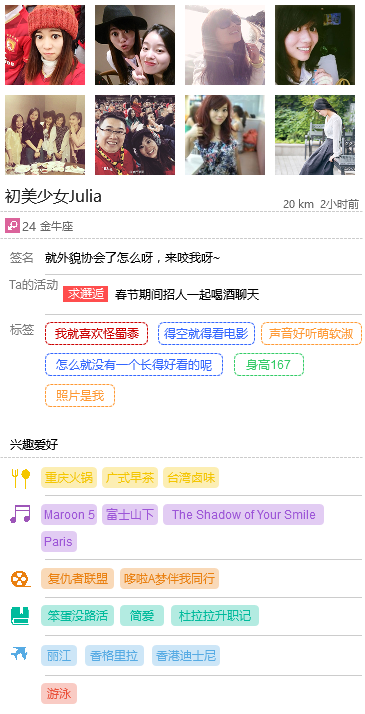 初美少女Julia
20 km 2小时前
24 金牛座
签名 就外貌协会了怎么呀，来咬我呀~
Ta的活动 求邂逅 春节期间招人一起喝酒聊天
标签 我就喜欢怪蜀黍 得空就得看电影 声音好听萌软淑
怎么就没有一个长得好看的呢 身高167
照片是我
兴趣爱好
重庆火锅 广式早茶 台湾卤味
Maroon 5 富士山下 The Shadow of Your Smile
Paris
复仇者联盟 哆啦A梦伴我同行
笨蛋没路活 简爱 杜拉拉升职记
丽江 香格里拉 香港迪士尼
游泳